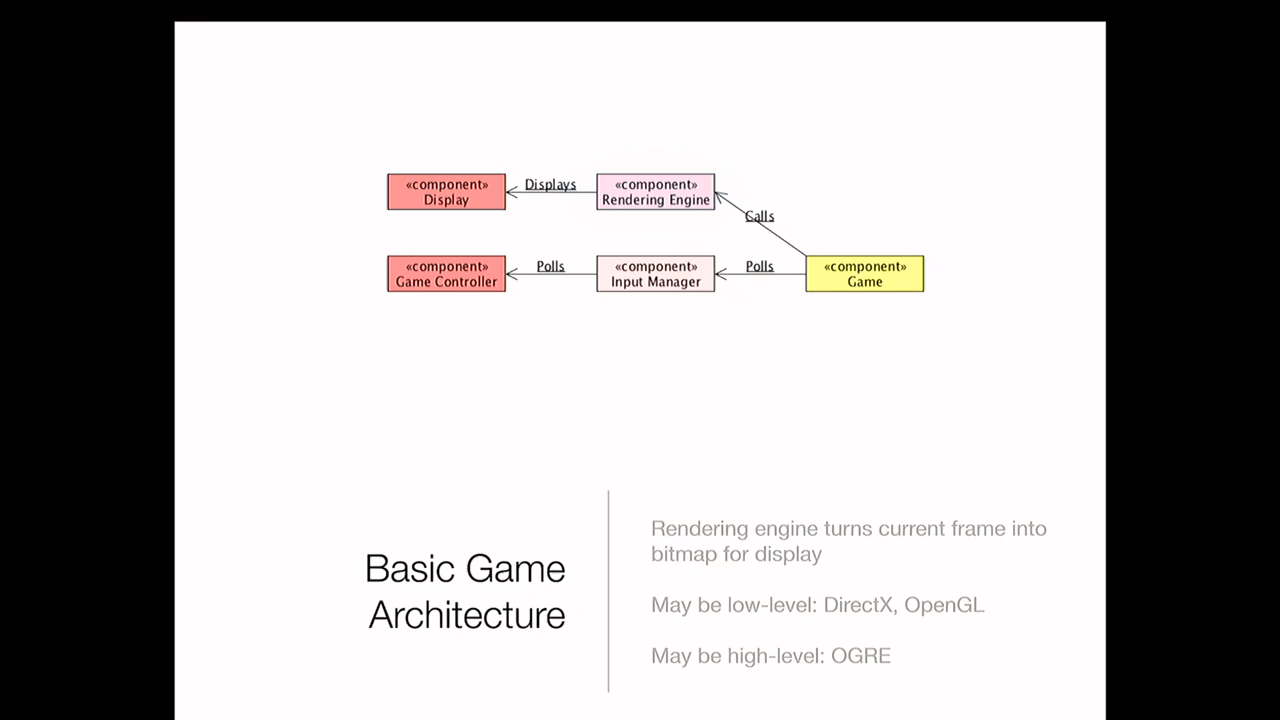 «component»
Display
Displays
«component»
Rendering Engine
Calls
«component»
Game Controller
Polls
«component»
Input Manager
Polls
«component»
Game
Basic Game
Architecture
Rendering engine turns current frame into
bitmap for display
May be low-level: DirectX, OpenGL
May be high-level: OGRE